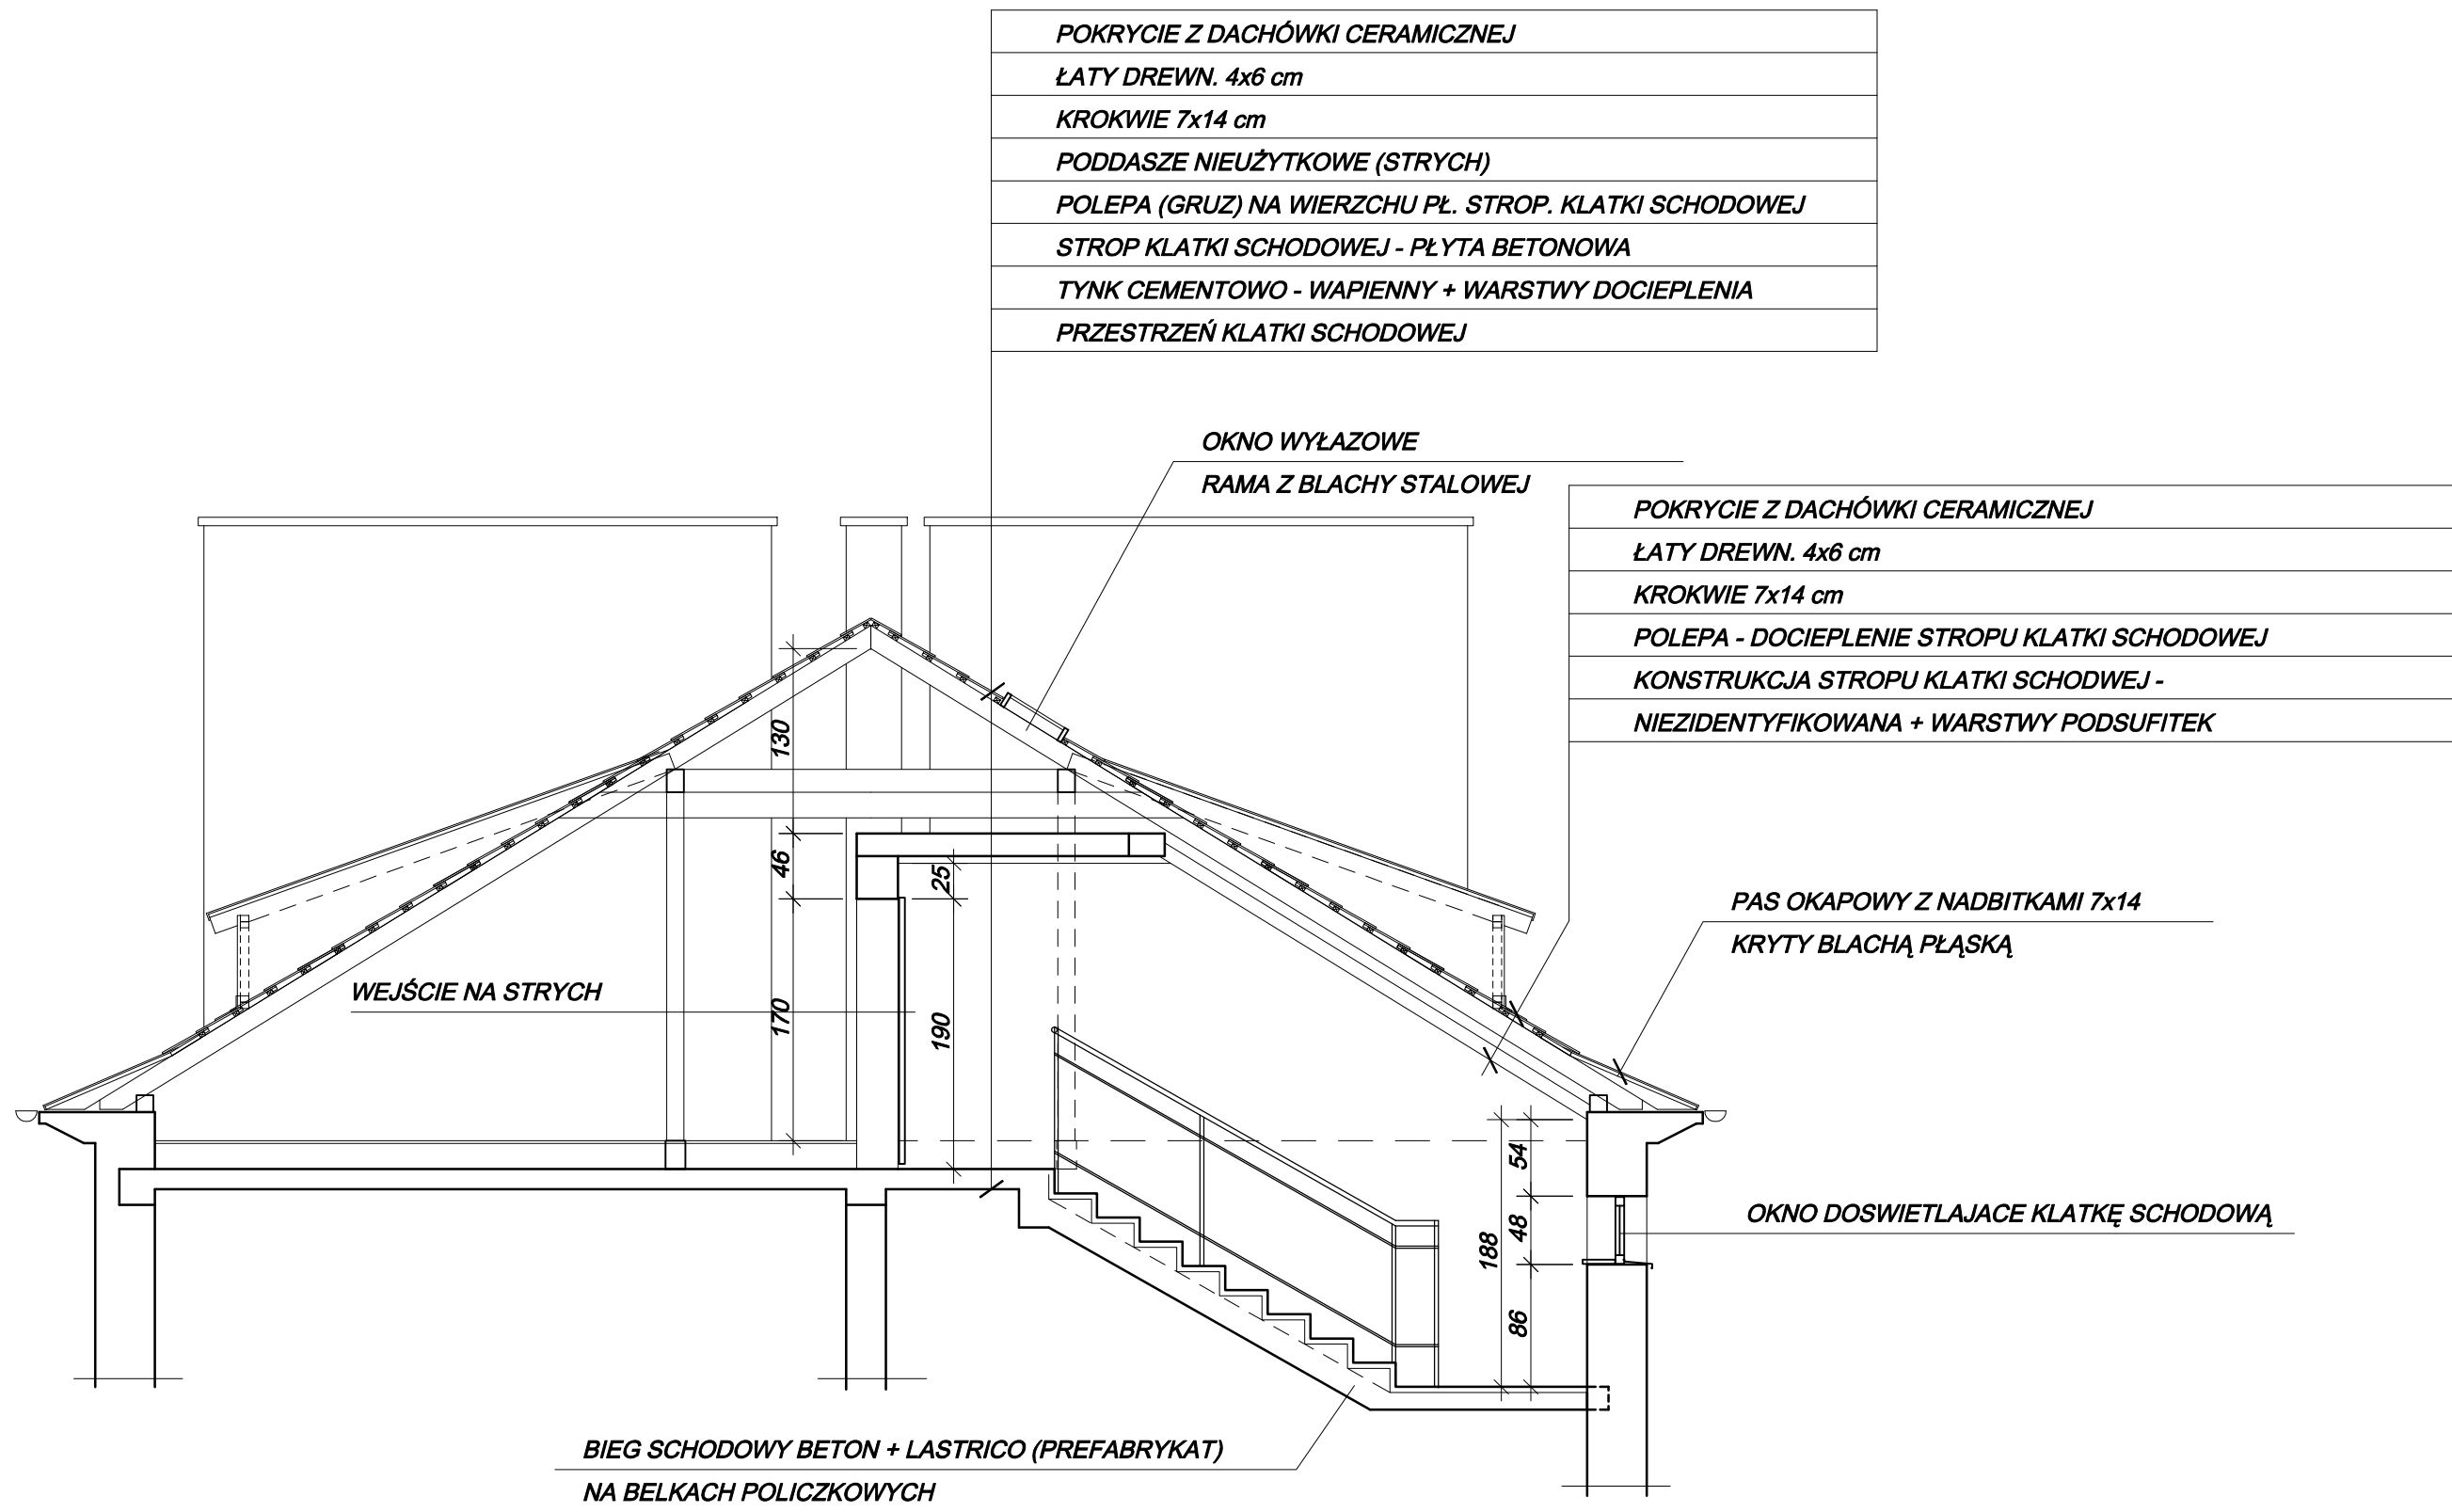 POKRYCIE Z DACHÓWKI CERAMICZNEJ
ŁATY DREWN. 4x6 cm
KROKWIE 7x14 cm
PODDASZE NIEUŻYTKOWE (STRYCH)
POLEPA (GRUZ) NA WIERZCHU PŁ. STROP. KLATKI SCHODOWEJ
STROP KLATKI SCHODOWEJ - PŁYTA BETONOWA
TYNK CEMENTOWO - WAPIENNY + WARSTWY DOCIEPLENIA
PRZESTRZEŃ KLATKI SCHODOWEJ
OKNO WYŁAZOWE
RAMA Z BLACHY STALOWEJ
POKRYCIE Z DACHÓWKI CERAMICZNEJ
ŁATY DREWN. 4x6 cm
KROKWIE 7x14 cm
POLEPA - DOCIEPLENIE STROPU KLATKI SCHODOWEJ
KONSTRUKCJA STROPU KLATKI SCHODWEJ -
NIEZIDENTYFIKOWANA + WARSTWY PODSUFITEK
130
46
25
PAS OKAPOWY Z NADBITKAMI 7x14
KRYTY BLACHĄ PŁĄSKĄ
WEJŚCIE NA STRYCH
170
190
54
48
188
86
OKNO DOSWIETLAJACE KLATKĘ SCHODOWĄ
BIEG SCHODOWY BETON + LASTRICO (PREFABRYKAT)
NA BELKACH POLICZKOWYCH